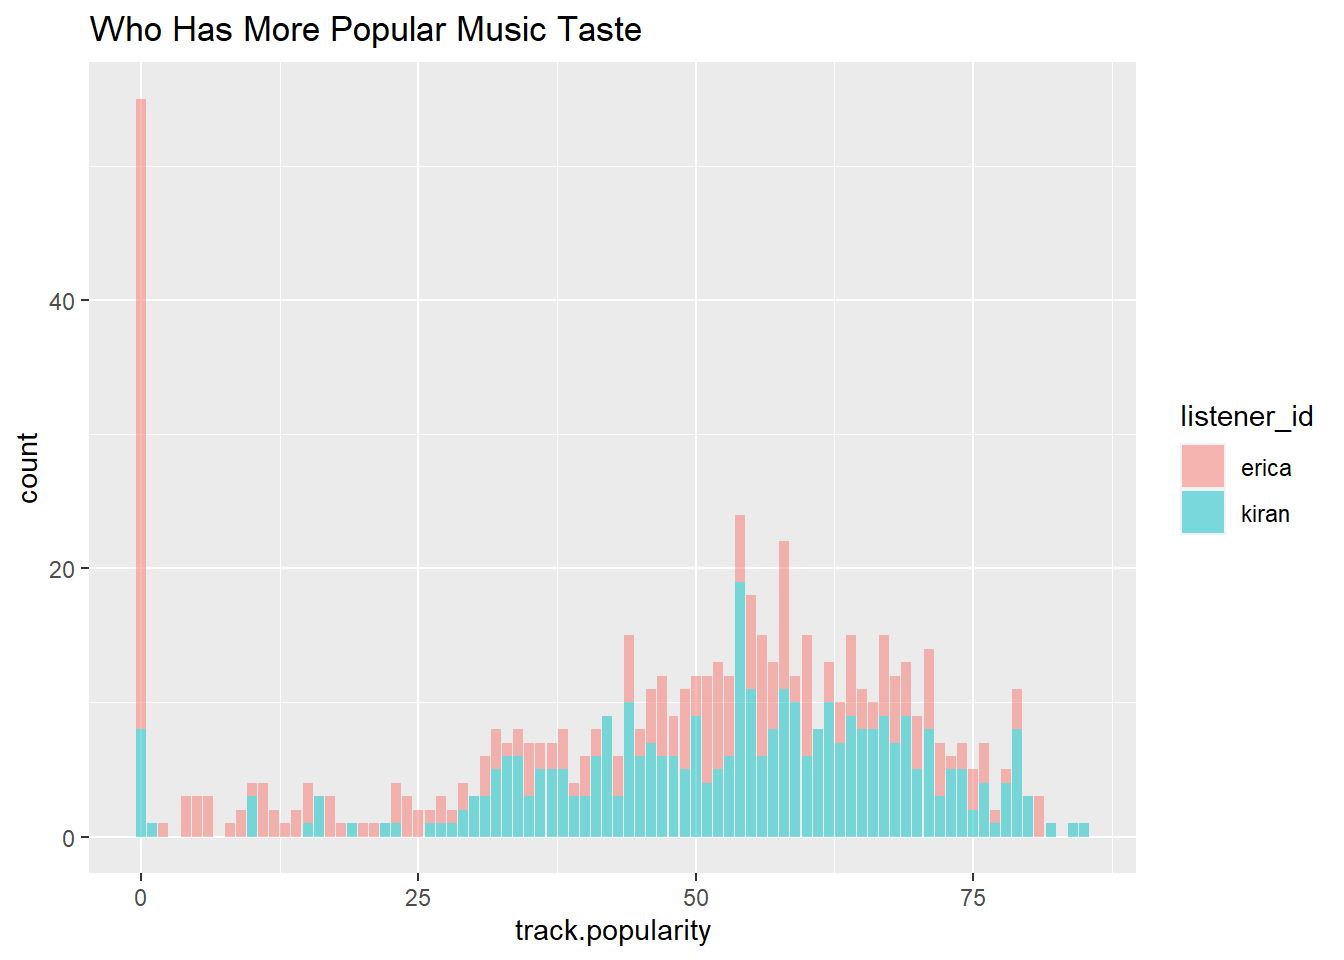 Who Has More Popular Music Taste
count
40
20
0
0
25
50
75
track.popularity
listener_id
erica
kiran